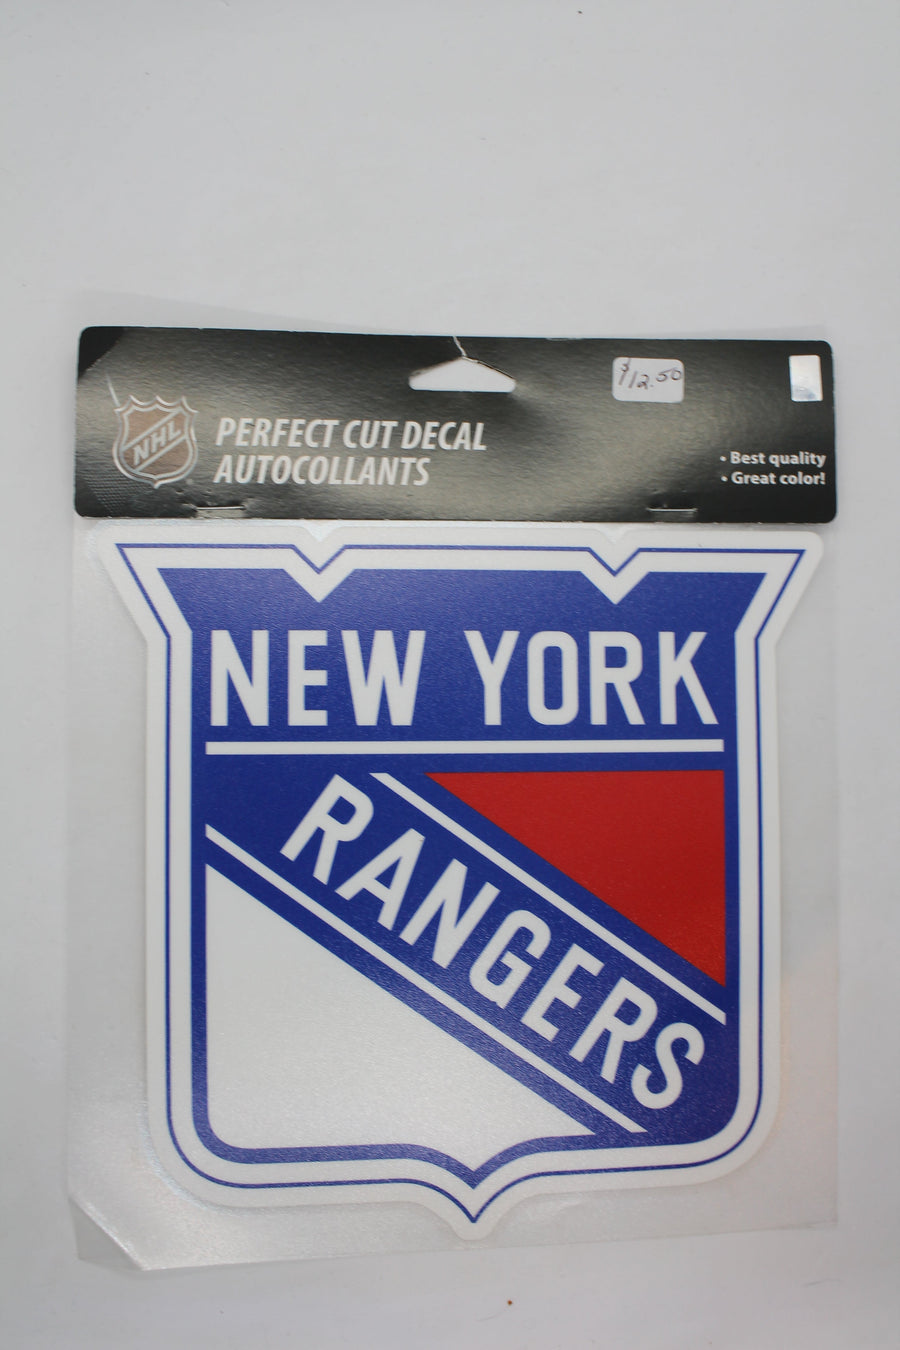 $12.50
NHL
PERFECT CUT DECAL
AUTOCOLLANTS
• Best quality
• Great color!
NEW YORK
RANGERS